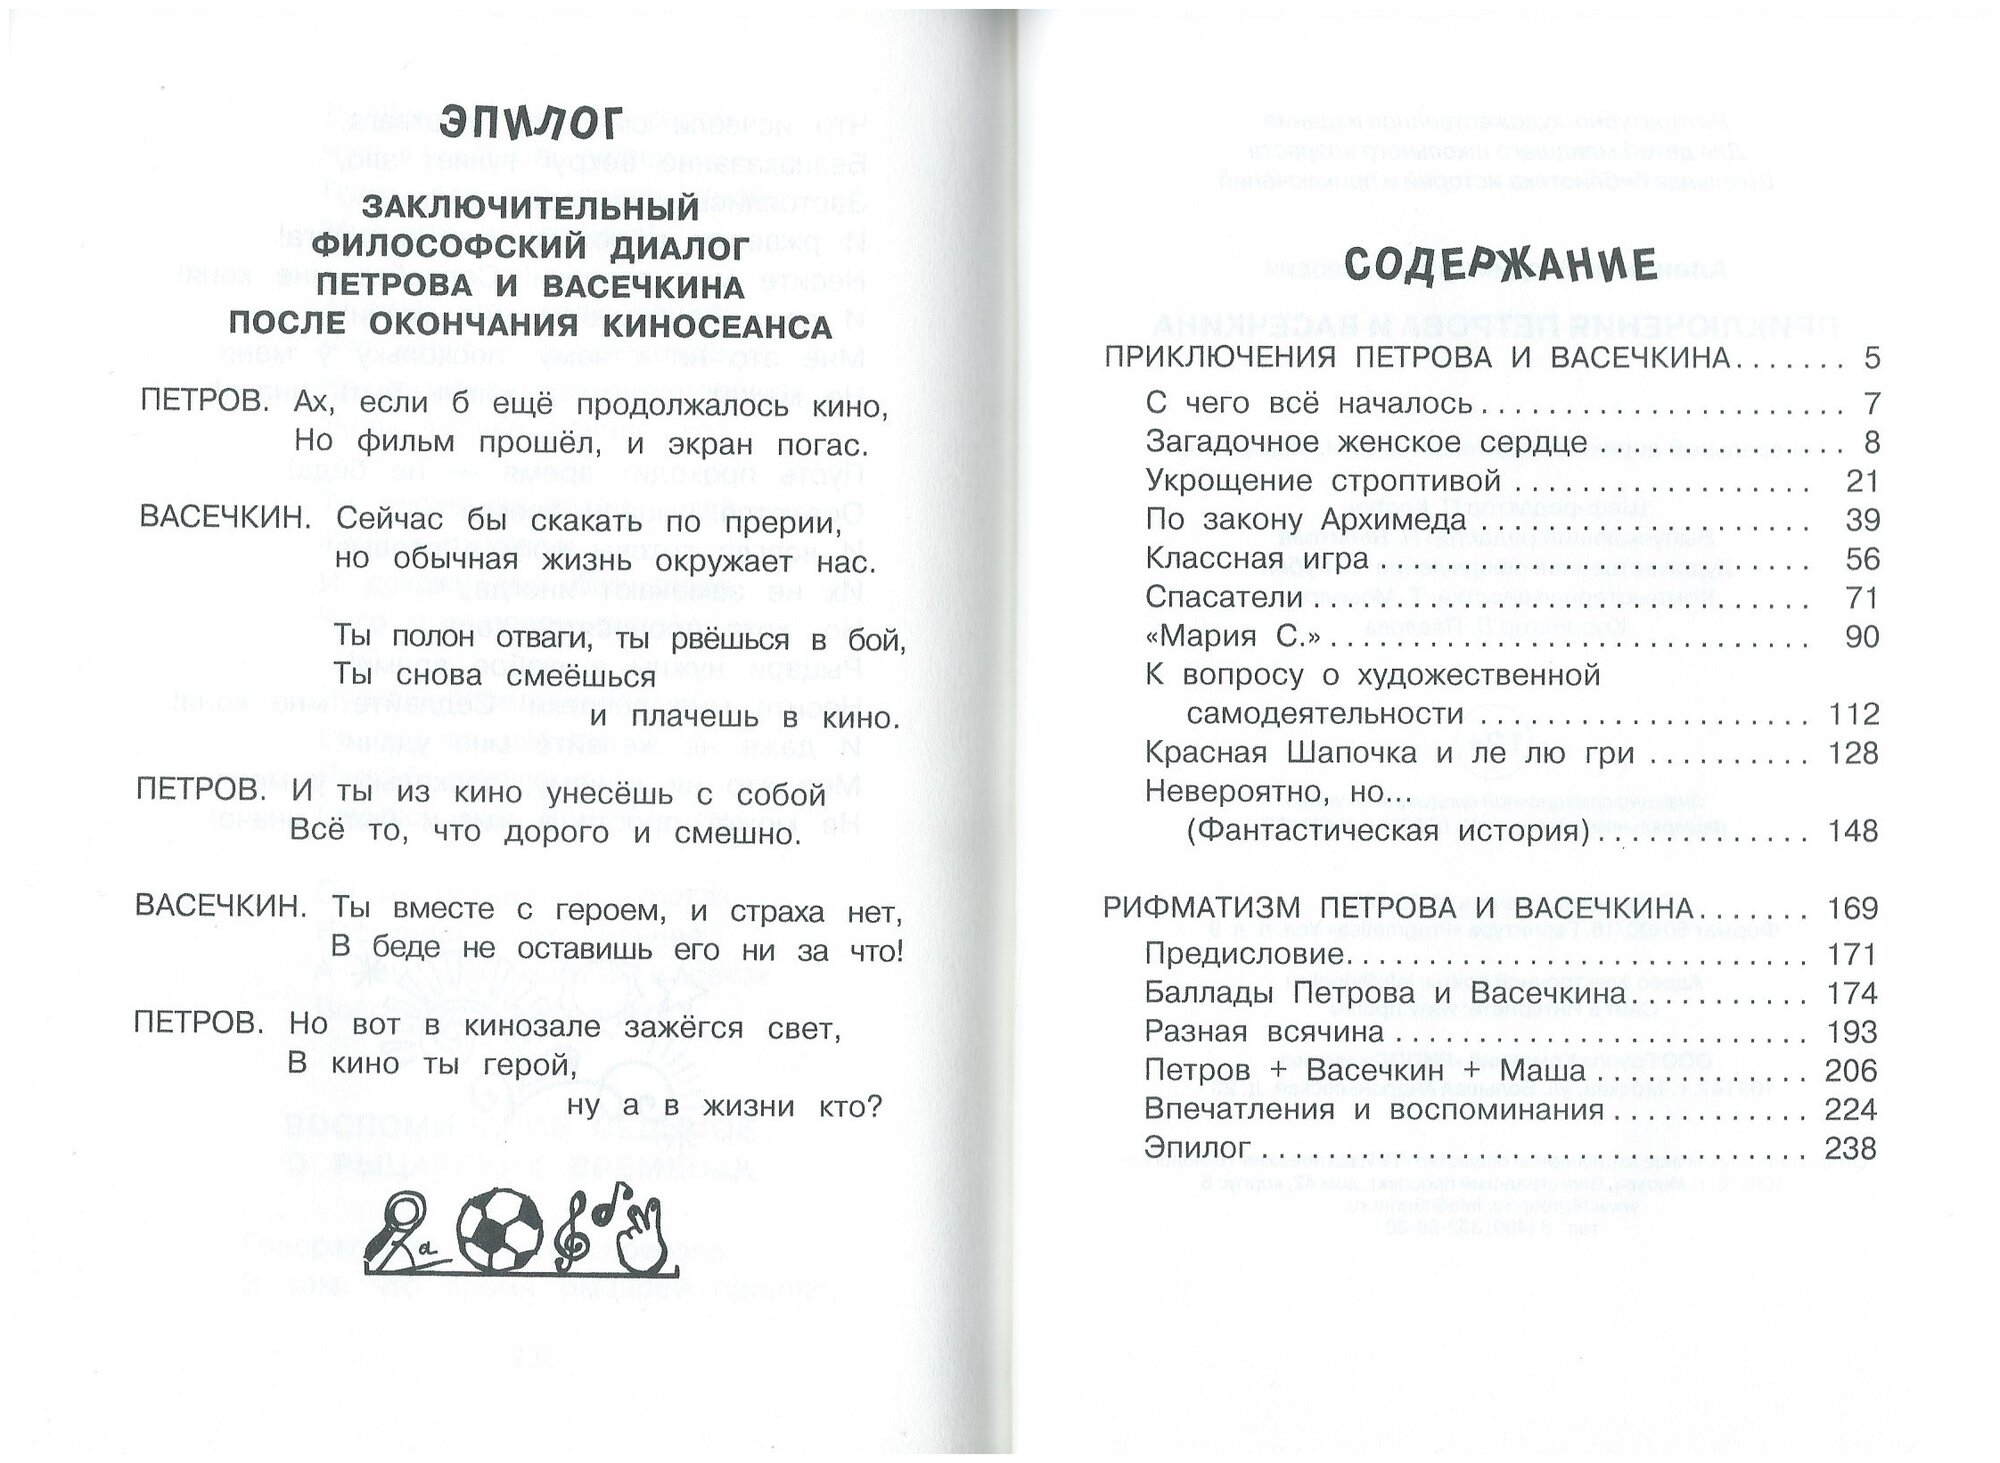 ЭПИЛОГ
ЗАКЛЮЧИТЕЛЬНЫЙ
ФИЛОСОФСКИЙ ДИАЛОГ
ПЕТРОВА И ВАСЕЧКИНА
ПОСЛЕ ОКОНЧАНИЯ КИНОСЕАНСА
ПЕТРОВ. Ах, если б ещё продолжалось кино,
Но фильм прошёл, и экран погас.
ВАСЕЧКИН. Сейчас бы скакать по прерии,
но обычная жизнь окружает нас.
Ты полон отваги, ты рвёшься в бой,
Ты снова смеёшься
и плачешь в кино.
ПЕТРОВ. И ты из кино унесёшь с собой
Всё то, что дорого и смешно.
ВАСЕЧКИН. Ты вместе с героем, и страха нет,
В беде не оставишь его ни за что!
ПЕТРОВ. Но вот в кинозале зажёгся свет,
В кино ты герой,
ну а в жизни кто?
СОДЕРЖАНИЕ
ПРИКЛЮЧЕНИЯ ПЕТРОВА И ВАСЕЧКИНА....... 5
С чего всё началось...................... 7
Загадочное женское сердце ............... 8
Укрощение строптивой .................... 21
По закону Архимеда ..................... 39
Классная игра ........................... 56
Спасатели.............................. 71
«Мария С.»............................. 90
К вопросу о художественной
самодеятельности .................... 112
Красная Шапочка и ле лю гри .......... 128
Невероятно, но...
(Фантастическая история)............. 148
РИФМАТИЗМ ПЕТРОВА И ВАСЕЧКИНА....... 169
Предисловие............................ 171
Баллады Петрова и Васечкина........... 174
Разная всячина ......................... 193
Петров + Васечкин + Маша ............. 206
Впечатления и воспоминания ............ 224
Эпилог ................................. 238